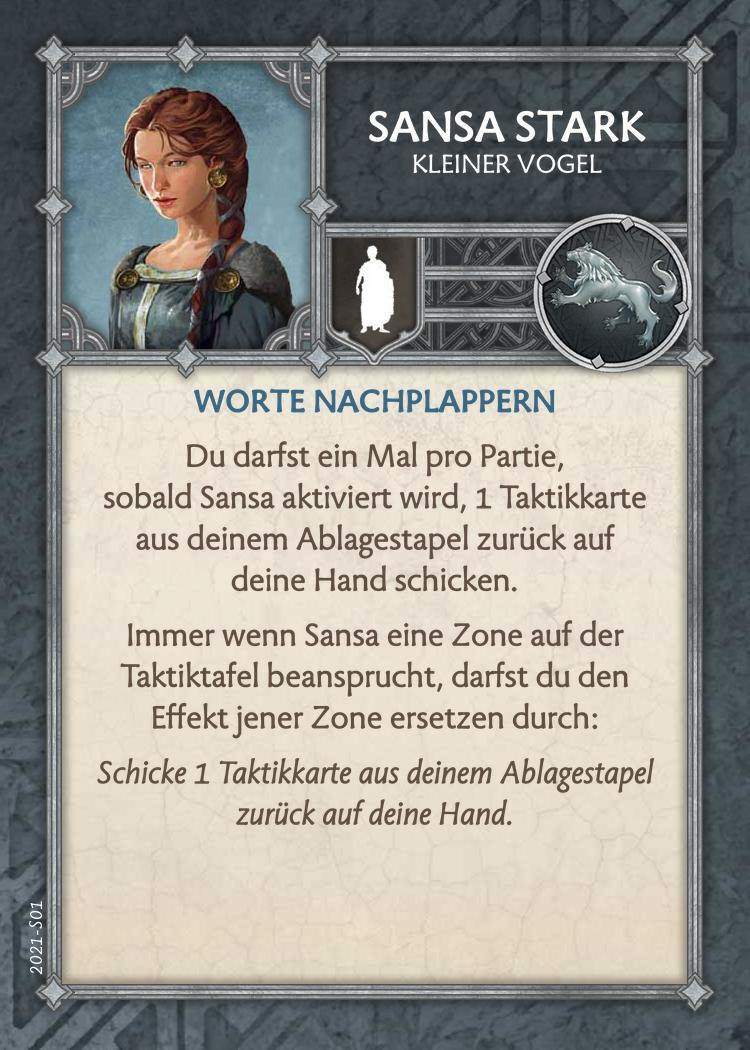 SANSA STARK
KLEINER VOGEL
WORTE NACHPLAPPERN
Du darfst ein Mal pro Partie,
sobald Sansa aktiviert wird, 1 Taktikkarte
aus deinem Ablagestapel zurück auf
deine Hand schicken.
Immer wenn Sansa eine Zone auf der
Taktiktafel beansprucht, darfst du den
Effekt jener Zone ersetzen durch:
Schicke 1 Taktikkarte aus deinem Ablagestapel
zurück auf deine Hand.
2021-S01